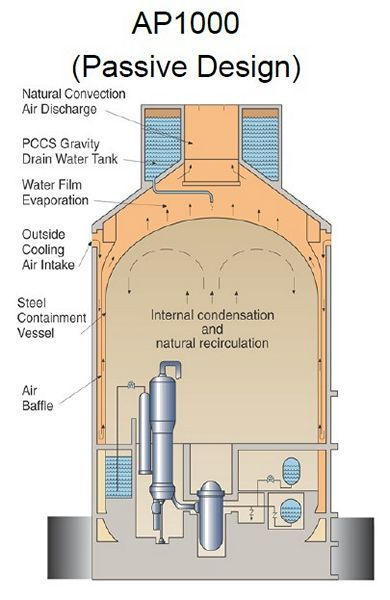 AP1000
(Passive Design)
Natural Convection
Air Discharge
PCCS Gravity
Drain Water Tank
Water Film
Evaporation
Outside
Cooling
Air Intake
Steel
Containment
Vessel
Air
Baffle
Internal condensation
and
natural recirculation